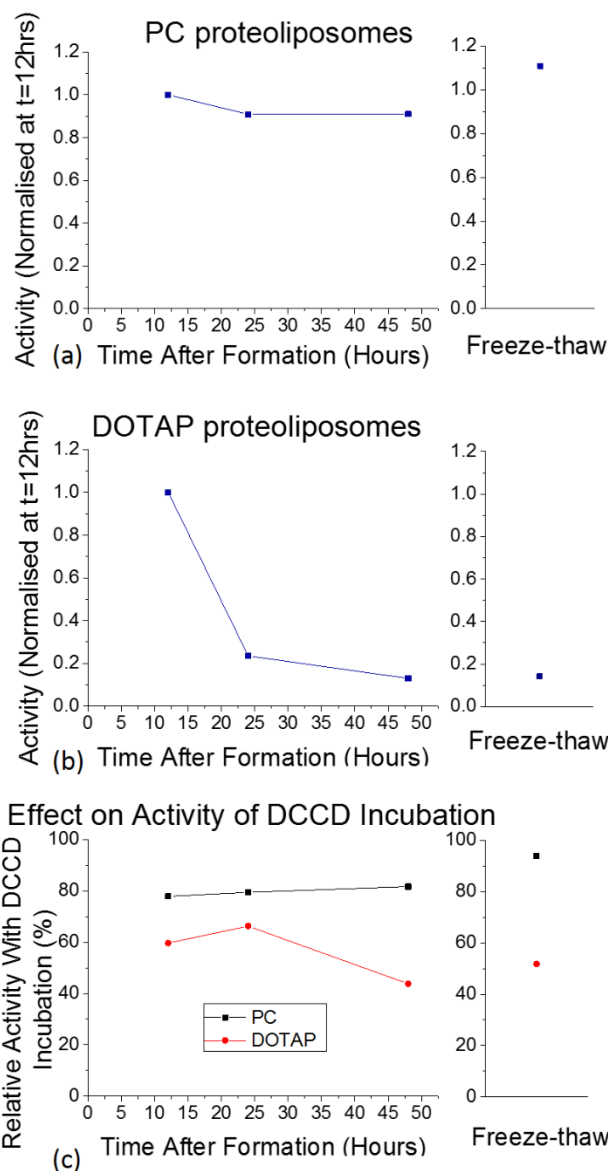 PC proteoliposomes
Activity (Normalised at t=12hrs)
1.2
1.0
0.8
0.6
0.4
0.2
0.0
0 5 10 15 20 25 30 35 40 45 50
(a) Time After Formation (Hours)
1.2
1.0
0.8
0.6
0.4
0.2
0.0
Freeze-thaw
DOTAP proteoliposomes
Activity (Normalised at t=12hrs)
1.2
1.0
0.8
0.6
0.4
0.2
0.0
0 5 10 15 20 25 30 35 40 45 50
(b) Time After Formation (Hours)
1.2
1.0
0.8
0.6
0.4
0.2
0.0
Freeze-thaw
Effect on Activity of DCCD Incubation
Relative Activity With DCCD
Incubation (%)
100
80
60
40
20
0
PC
DOTAP
0 5 10 15 20 25 30 35 40 45 50
(c) Time After Formation (Hours)
100
80
60
40
20
0
Freeze-thaw